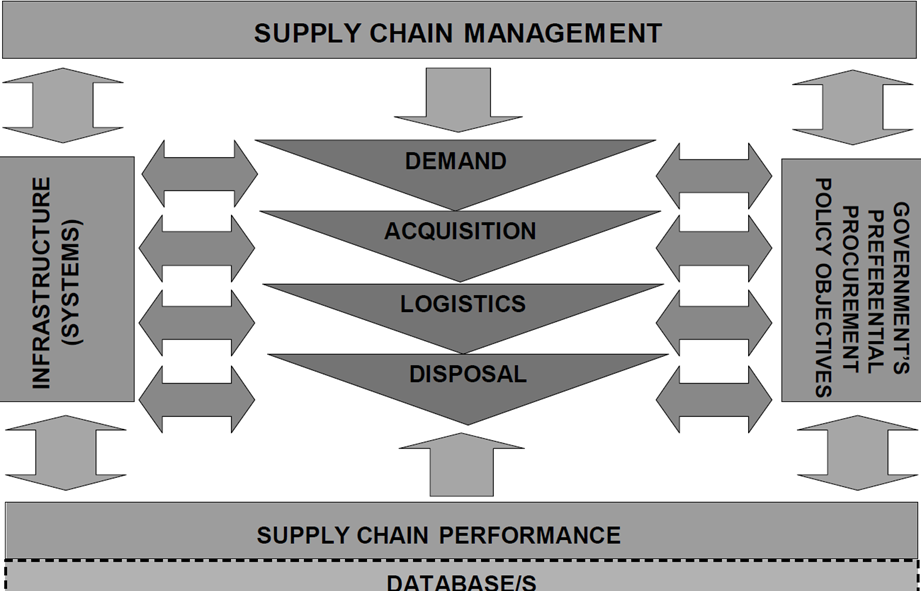 SUPPLY CHAIN MANAGEMENT
DEMAND
ACQUISITION
LOGISTICS
DISPOSAL
INFRASTRUCTURE
(SYSTEMS)
GOVERNMENT'S
PREFERENTIAL
PROCUREMENT
POLICY OBJECTIVES
SUPPLY CHAIN PERFORMANCE
DATABASE/S